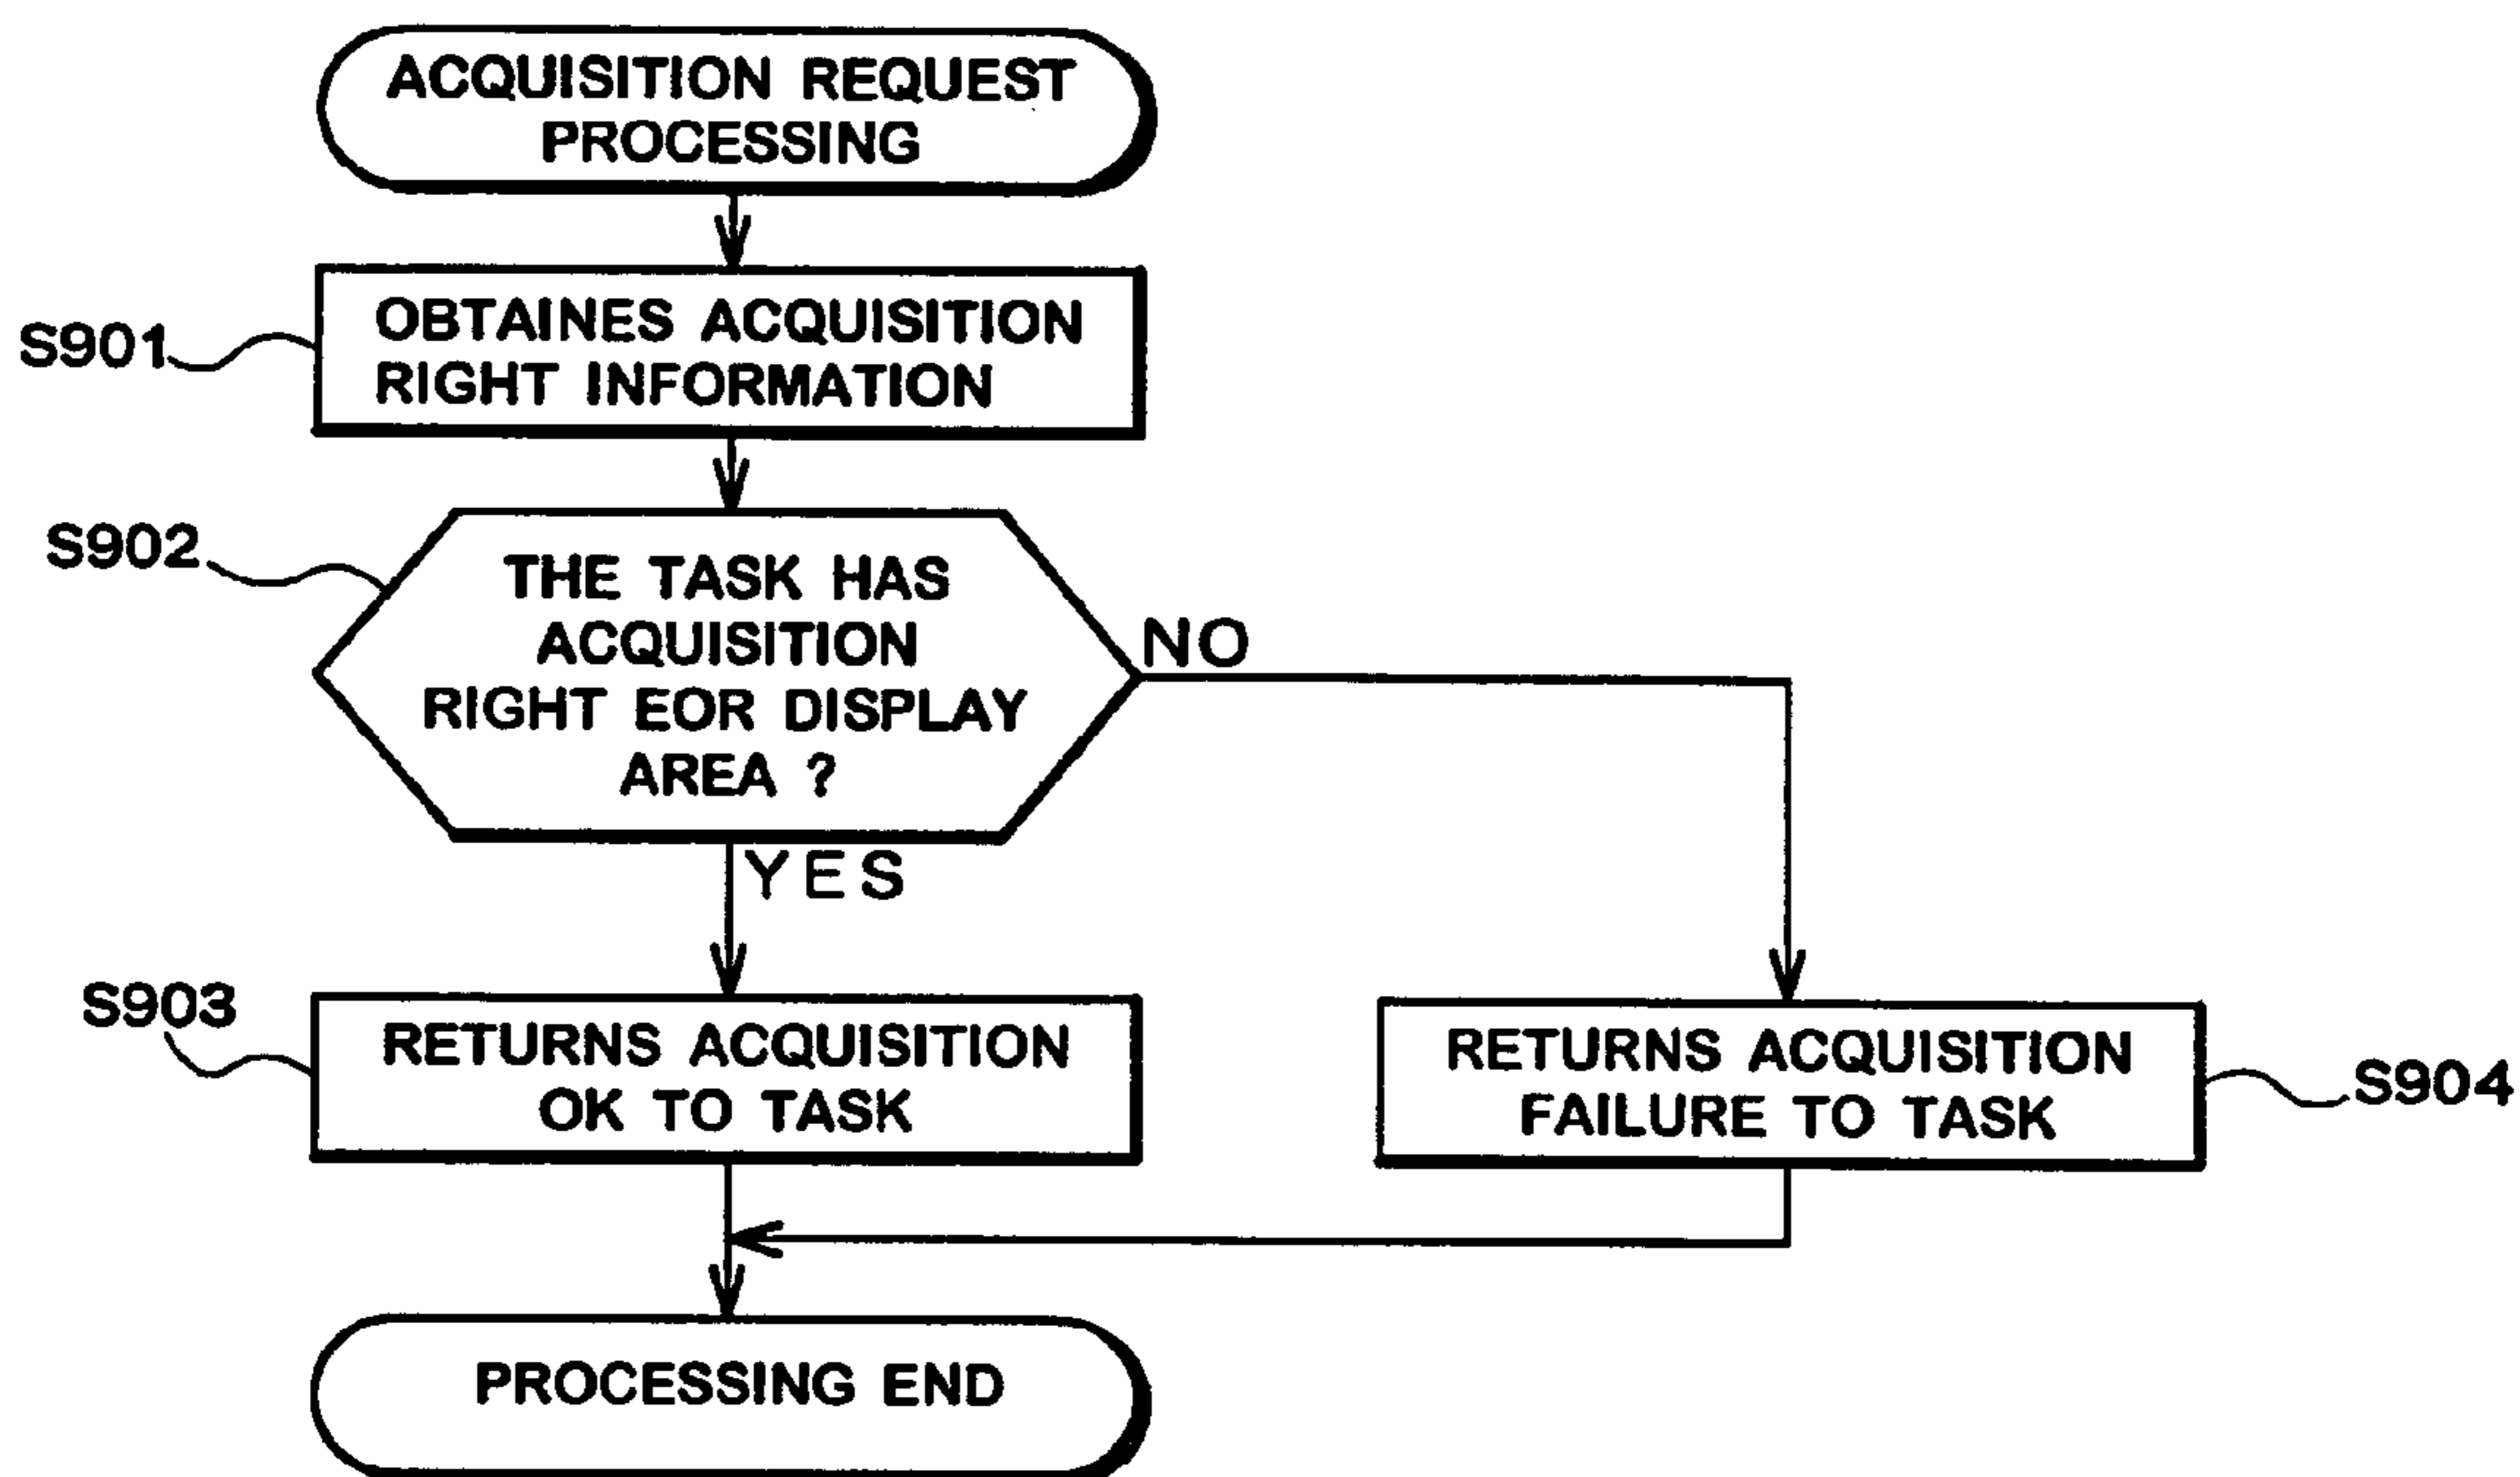 ACQUISITION REQUEST
PROCESSING
S901
OBTAINES ACQUISITION
RIGHT INFORMATION
S902
THE TASK HAS
ACQUISITION
RIGHT EOR DISPLAY
AREA ?
NO
YES
S903
RETURNS ACQUISITION
OK TO TASK
RETURNS ACQUISITION
FAILURE TO TASK
S904
PROCESSING END